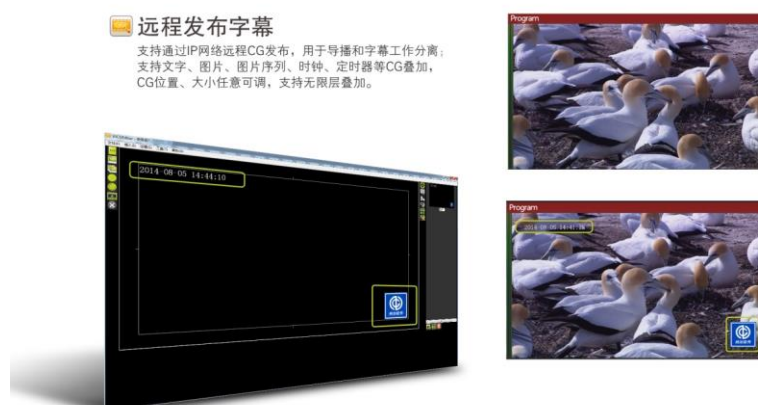 远程发布字幕
支持通过IP网络远程CG发布，用于导播和字幕工作分离；
支持文字、图片、图片序列、时钟、定时器等CG叠加，
CG位置、大小任意可调，支持无限层叠加。
Program
2014-08-05 14:44:10
Program